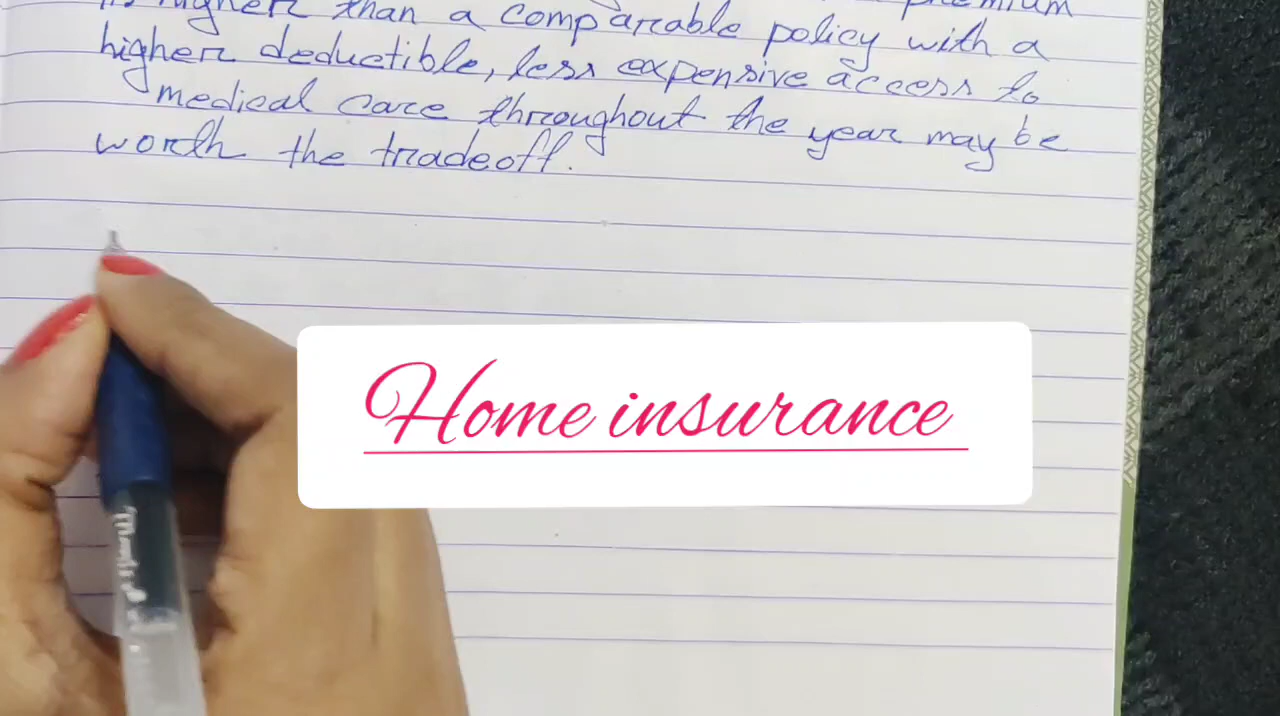 is higher than a comparable policy with a
higher deductible, less expensive access to
medical care throughout the year may be
worth the tradeoff.
Home insurance